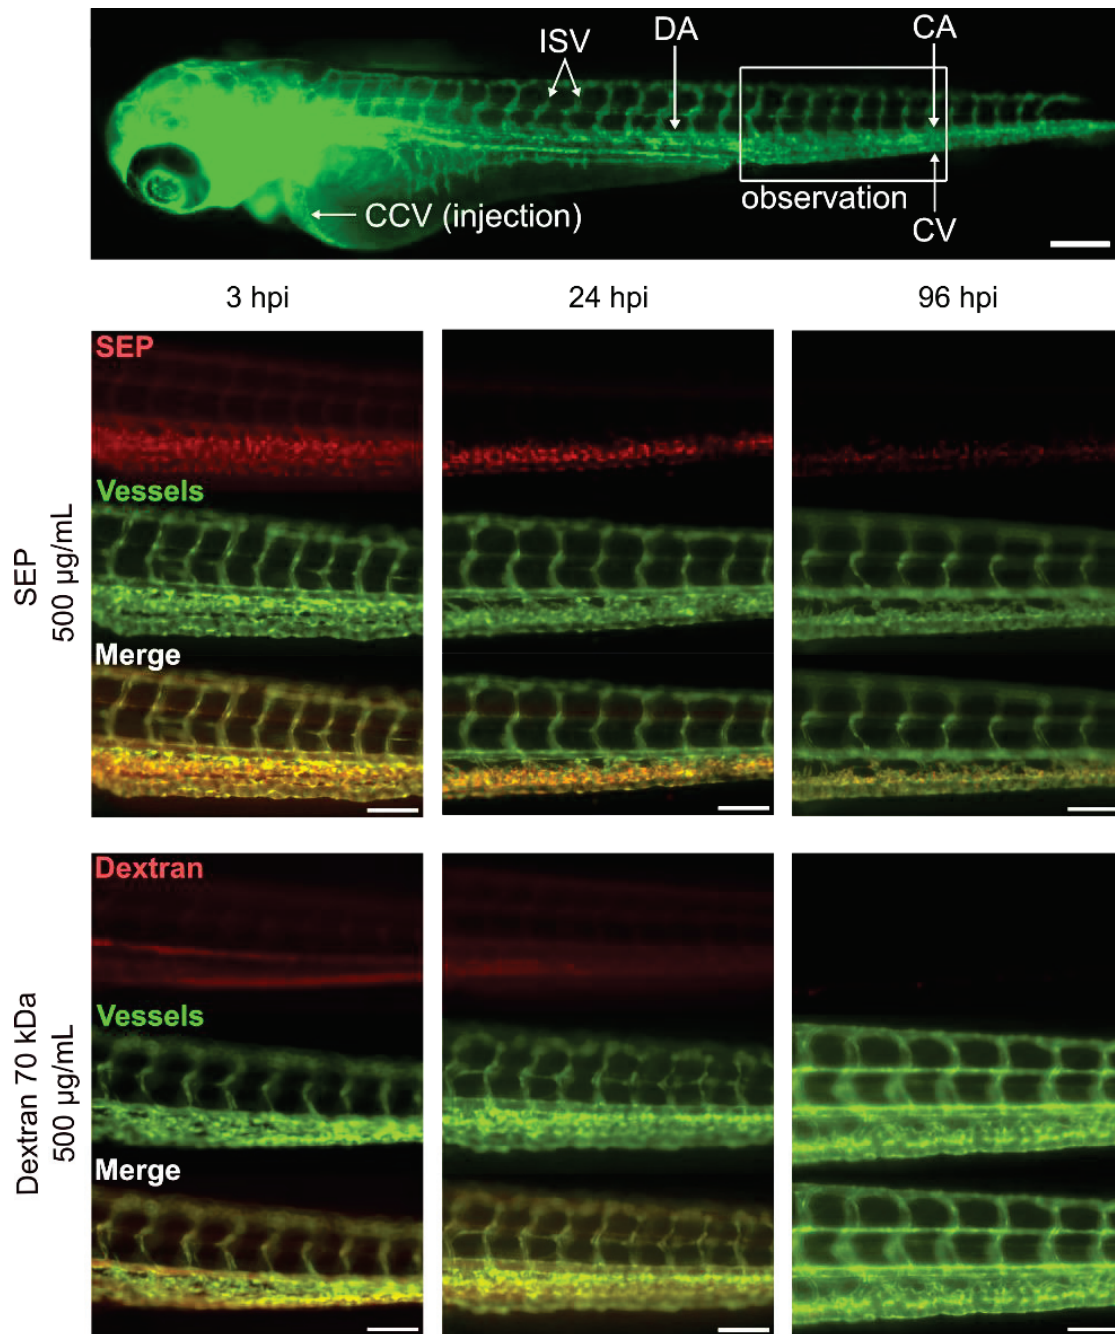 ISV
DA
CA
CCV (injection)
observation
CV
3 hpi
24 hpi
96 hpi
SEP
500 µg/mL
SEP
Vessels
Merge
Dextran 70 kDa
500 µg/mL
Dextran
Vessels
Merge